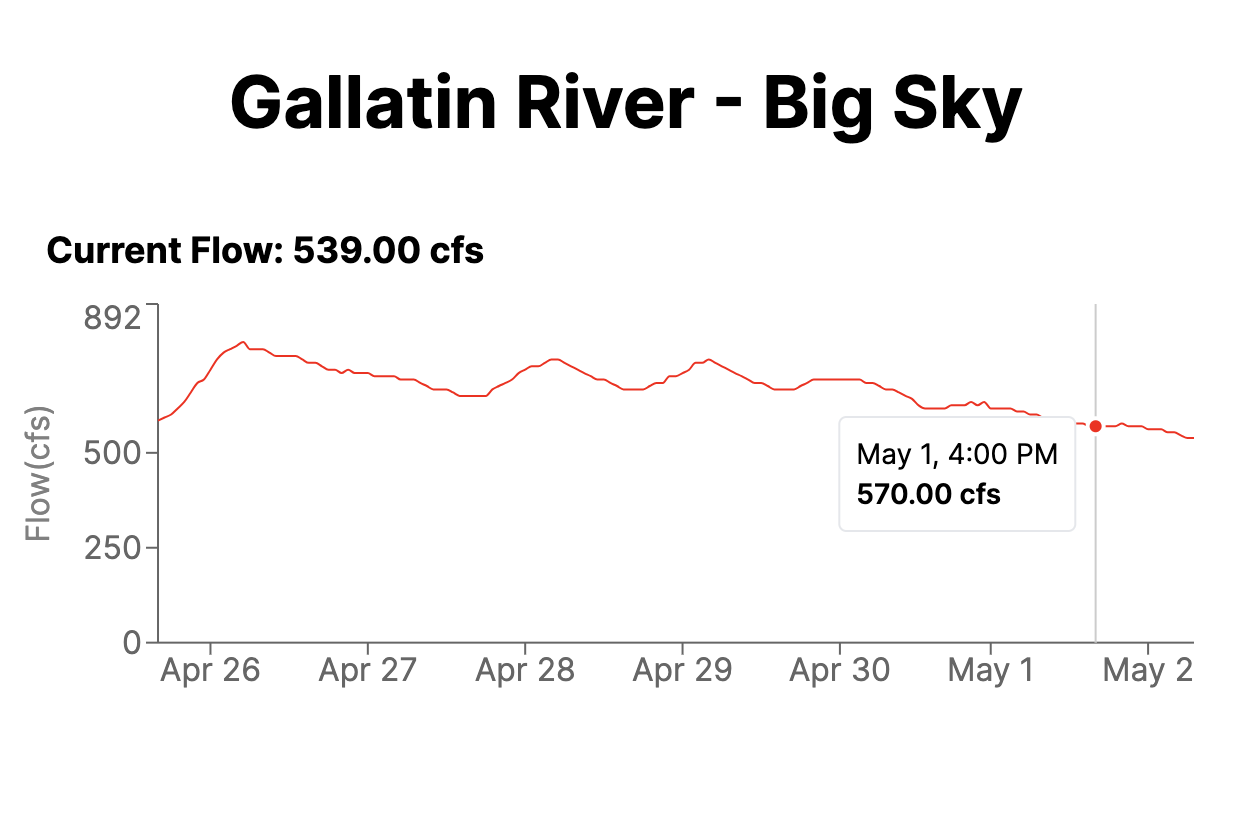 Gallatin River - Big Sky
Current Flow: 539.00 cfs
892
500
250
0
Flow(cfs)
May 1, 4:00 PM
570.00 cfs
Apr 26 Apr 27 Apr 28 Apr 29 Apr 30 May 1 May 2